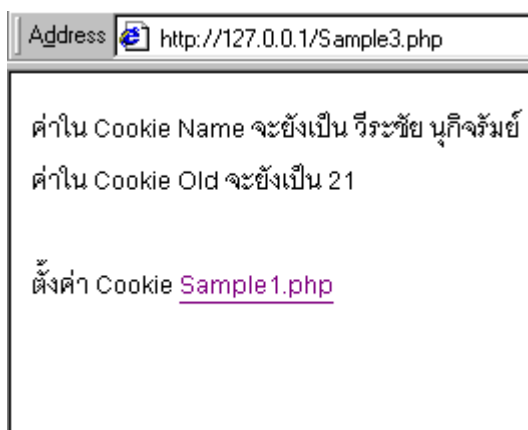 Address http://127.0.0.1/Sample3.php
ค่าใน Cookie Name จะยังเป็น วีระชัย นุกิจรัมย์
ค่าใน Cookie Old จะยังเป็น 21
ตั้งค่า Cookie Sample1.php